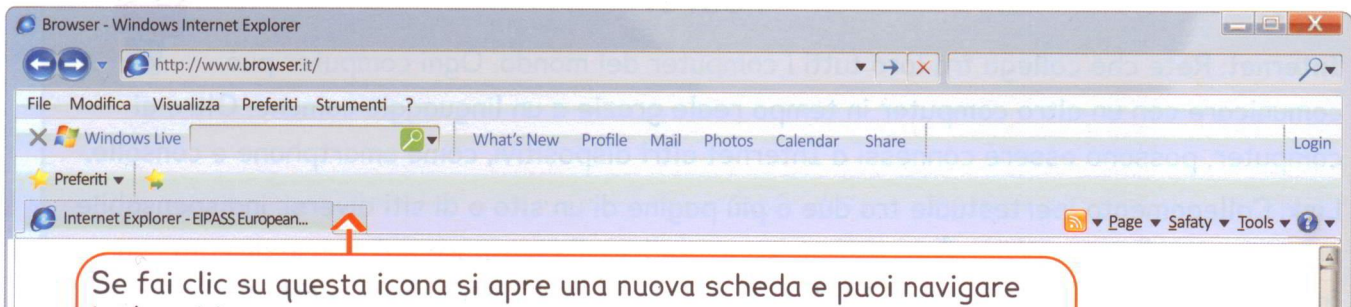 Browser - Windows Internet Explorer
http://www.browser.it/
File Modifica Visualizza Preferiti Strumenti ?
Windows Live What's New Profile Mail Photos Calendar Share Login
Preferiti
Internet Explorer - EIPASS European... Page Safaty Tools ?
Se fai clic su questa icona si apre una nuova scheda e puoi navigare